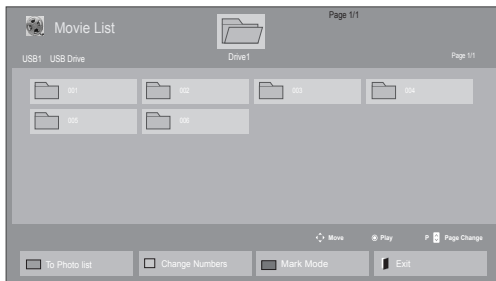 Page 1/1
Movie List
USB1 USB Drive
Drive1
Page 1/1
001 002 003 004
005 006
Move Play P Page Change
To Photo list Change Numbers Mark Mode Exit